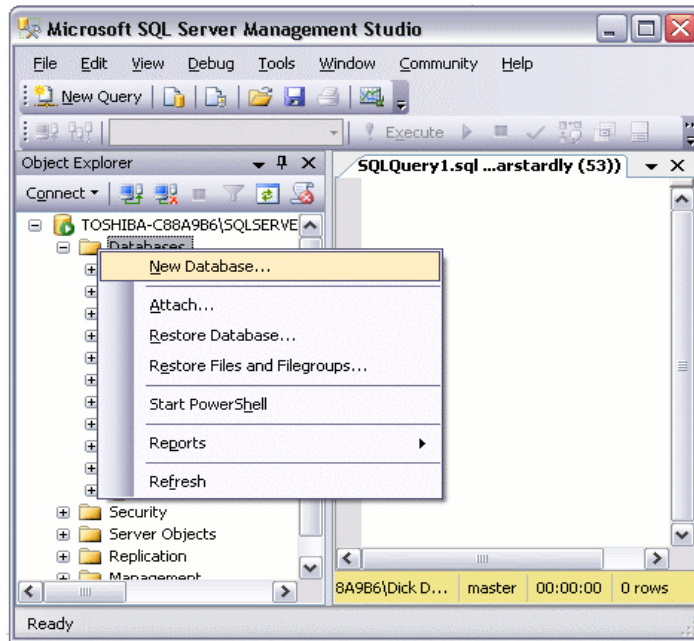 Microsoft SQL Server Management Studio
File Edit View Debug Tools Window Community Help
New Query
Execute
Object Explorer
SQLQuery1.sql ...arstardly (53))
Connect
TOSHIBA-C88A9B6\SQLSERVE
Databases
New Database...
Attach...
Restore Database...
Restore Files and Filegroups...
Start PowerShell
Reports
Refresh
Security
Server Objects
Replication
Management
8A9B6\Dick D... master 00:00:00 0 rows
Ready